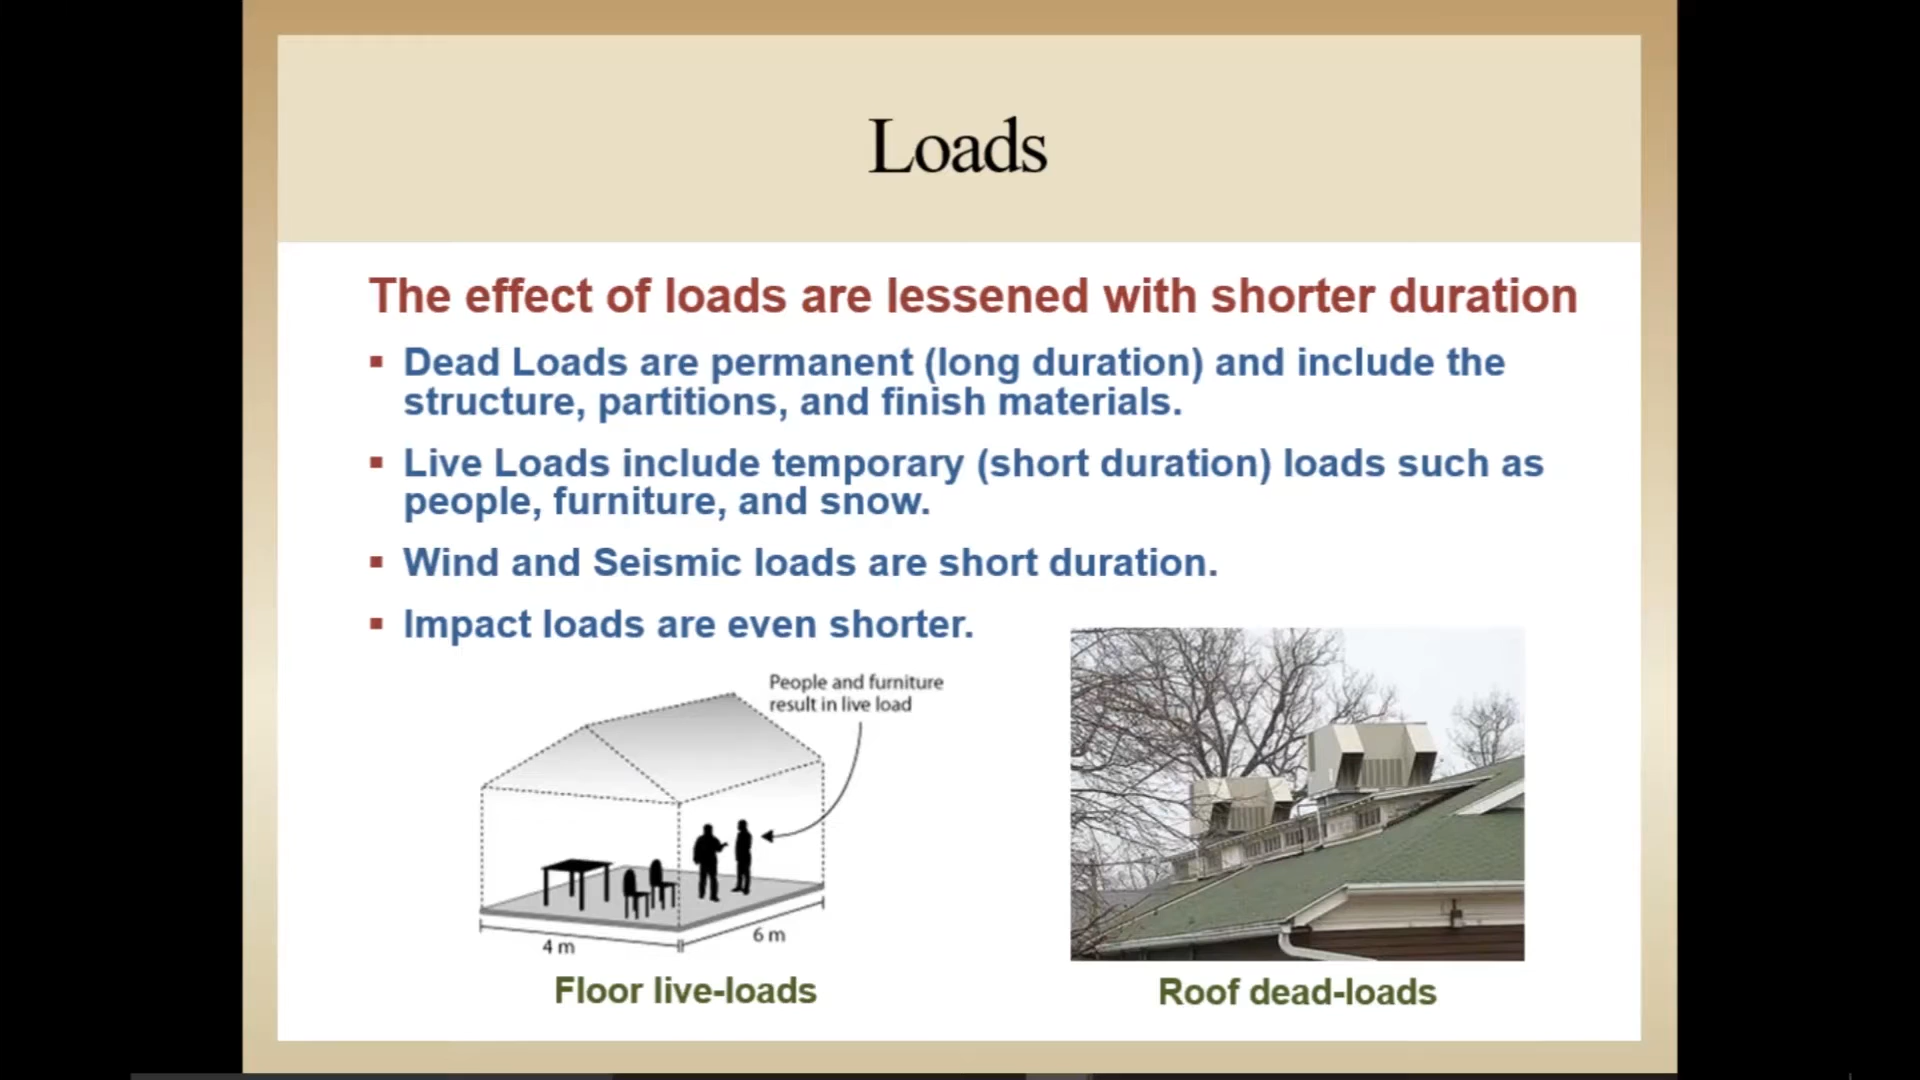 Loads
The effect of loads are lessened with shorter duration
▪ Dead Loads are permanent (long duration) and include the
structure, partitions, and finish materials.
▪ Live Loads include temporary (short duration) loads such as
people, furniture, and snow.
▪ Wind and Seismic loads are short duration.
▪ Impact loads are even shorter.
People and furniture
result in live load
4 m
6 m
Floor live-loads
Roof dead-loads